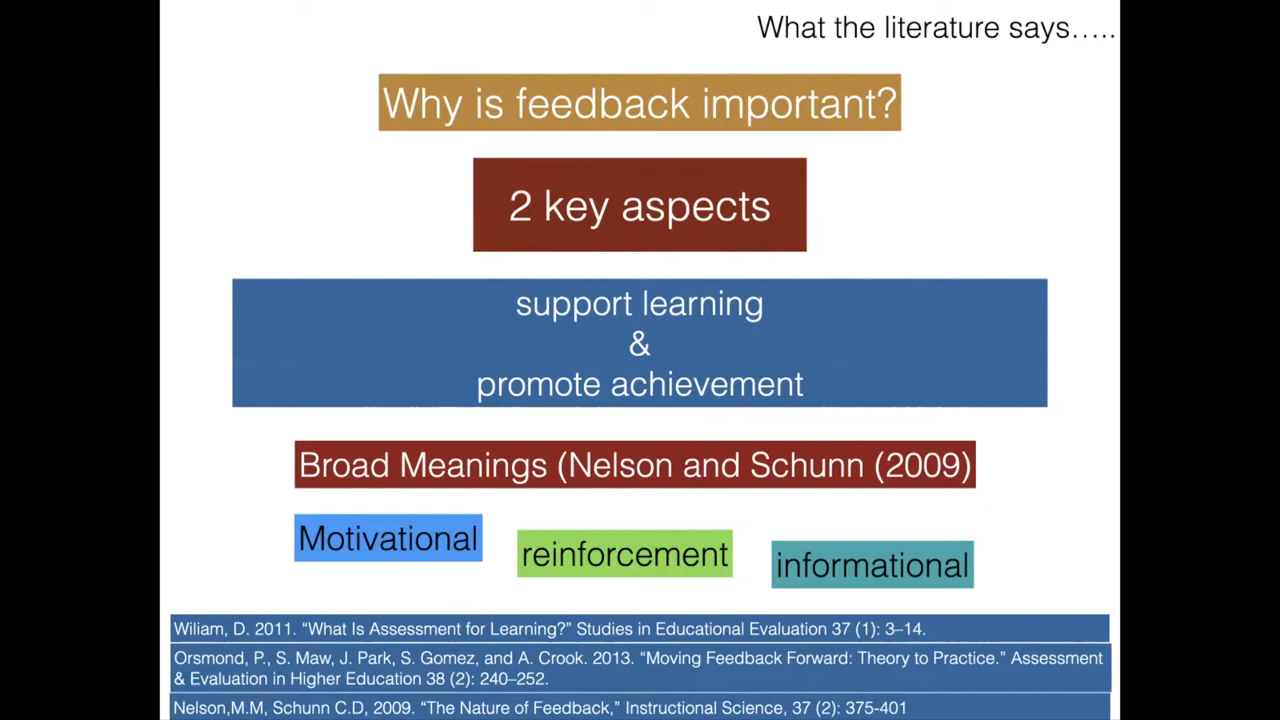 What the literature says…..
Why is feedback important?
2 key aspects
support learning
&
promote achievement
Broad Meanings (Nelson and Schunn (2009)
Motivational
reinforcement
informational
Wiliam, D. 2011. “What Is Assessment for Learning?” Studies in Educational Evaluation 37 (1): 3–14.
Orsmond, P., S. Maw, J. Park, S. Gomez, and A. Crook. 2013. “Moving Feedback Forward: Theory to Practice.” Assessment
& Evaluation in Higher Education 38 (2): 240–252.
Nelson,M.M, Schunn C.D, 2009. “The Nature of Feedback,” Instructional Science, 37 (2): 375-401